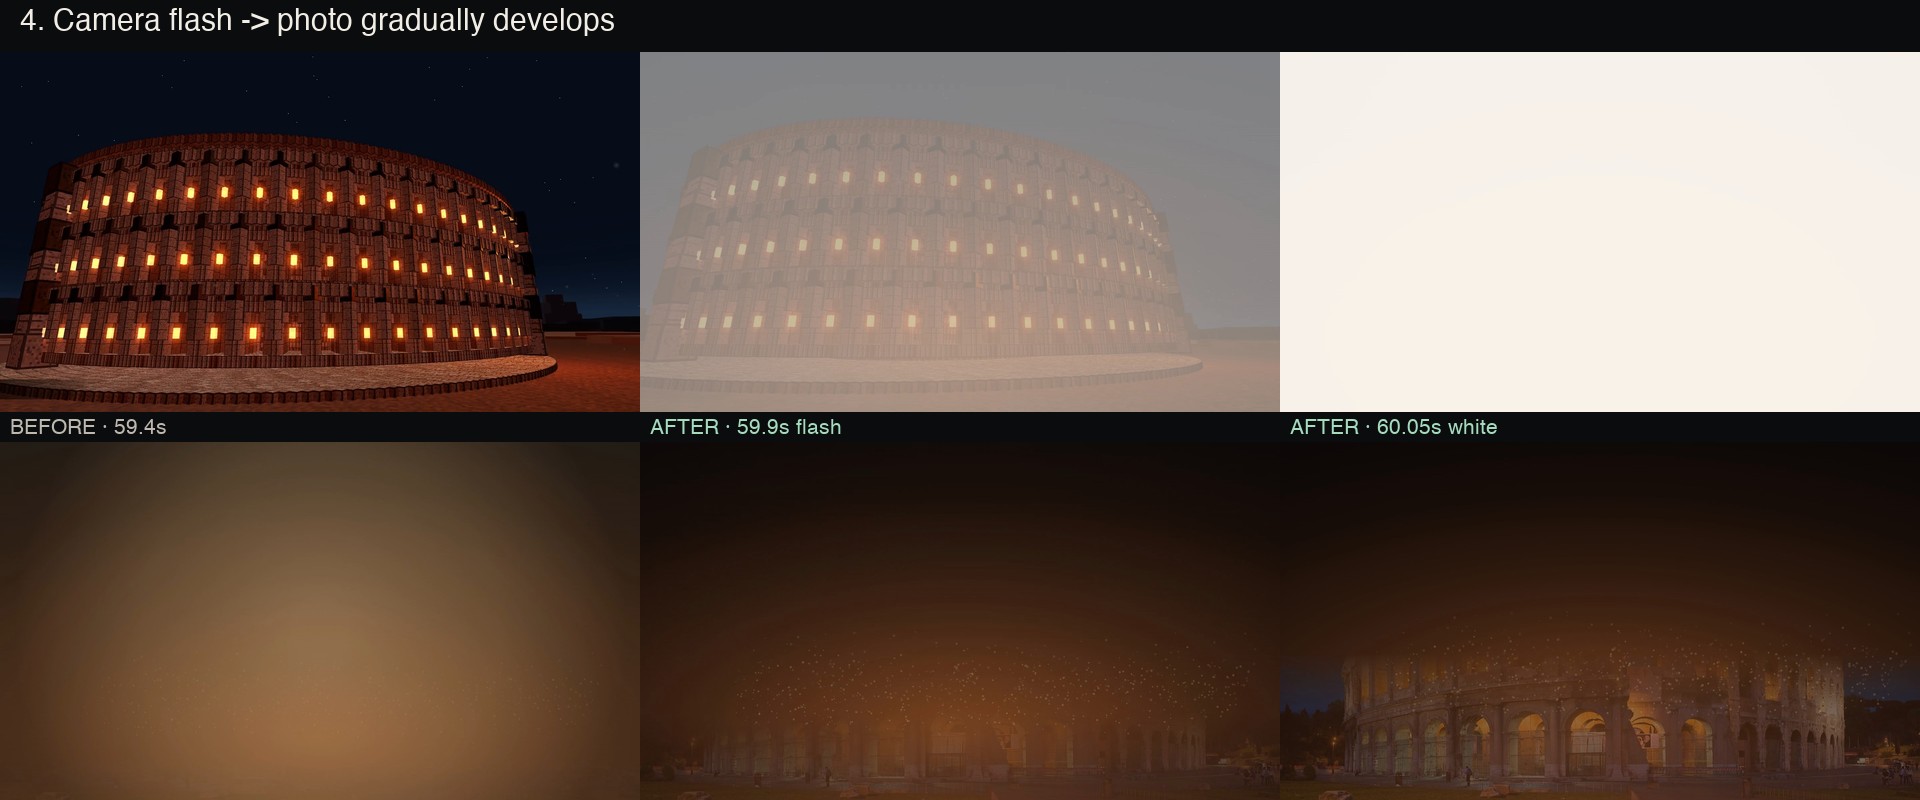 4. Camera flash -> photo gradually develops
BEFORE · 59.4s
AFTER · 59.9s flash
AFTER · 60.05s white